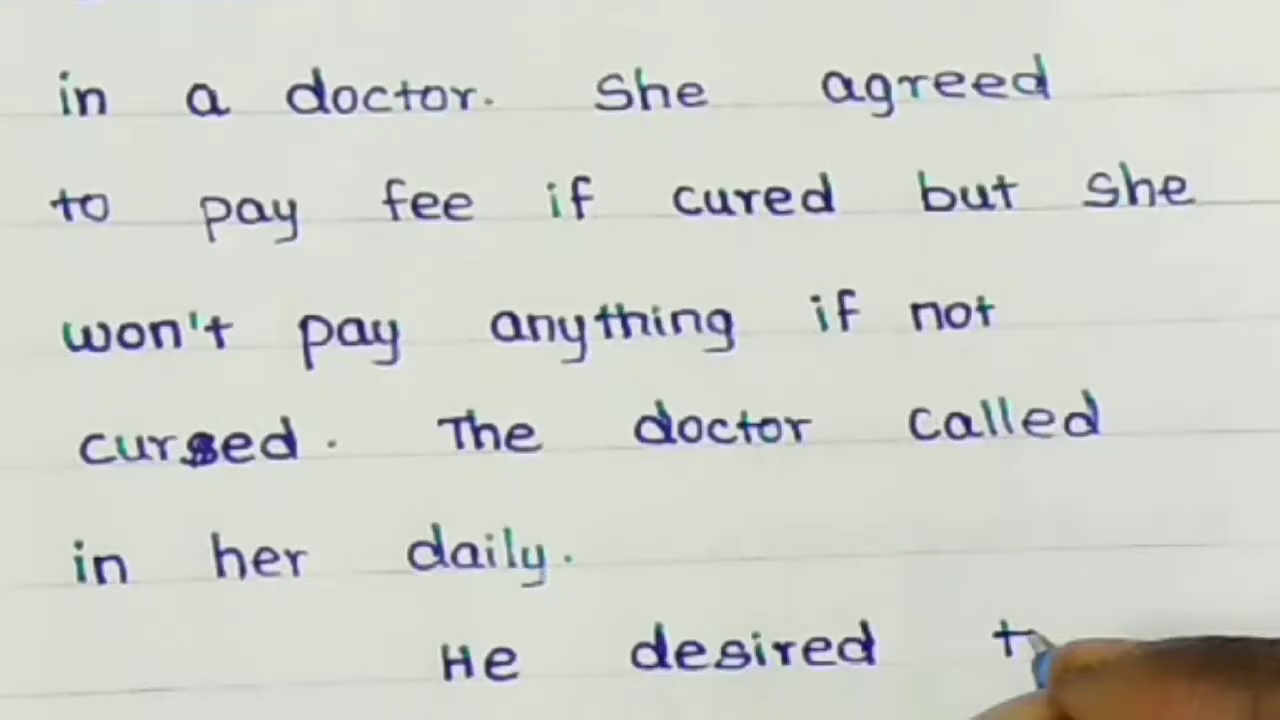 in a doctor. She agreed
to pay fee if cured but she
won't pay anything if not
cursed. The doctor called
in her daily.
He desired t